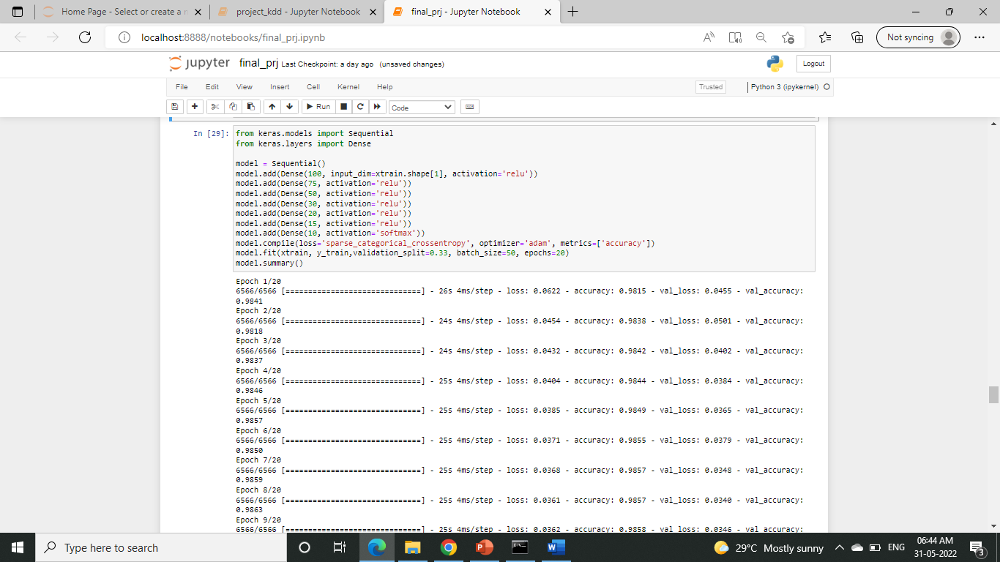 Home Page - Select or create a n
project_kdd - Jupyter Notebook
final_prj - Jupyter Notebook
localhost:8888/notebooks/final_prj.ipynb
Not syncing
jupyter final_prj Last Checkpoint: a day ago (unsaved changes)
Logout
File Edit View Insert Cell Kernel Help
Trusted
Python 3 (ipykernel)
Run
Code
In [29]:
from keras.models import Sequential
from keras.layers import Dense
model = Sequential()
model.add(Dense(100, input_dim=xtrain.shape[1], activation='relu'))
model.add(Dense(75, activation='relu'))
model.add(Dense(50, activation='relu'))
model.add(Dense(30, activation='relu'))
model.add(Dense(20, activation='relu'))
model.add(Dense(15, activation='relu'))
model.add(Dense(10, activation='softmax'))
model.compile(loss='sparse_categorical_crossentropy', optimizer='adam', metrics=['accuracy'])
model.fit(xtrain, y_train,validation_split=0.33, batch_size=50, epochs=20)
model.summary()
Epoch 1/20
6566/6566 [==============================] - 26s 4ms/step - loss: 0.0622 - accuracy: 0.9815 - val_loss: 0.0455 - val_accuracy:
0.9841
Epoch 2/20
6566/6566 [==============================] - 24s 4ms/step - loss: 0.0454 - accuracy: 0.9838 - val_loss: 0.0501 - val_accuracy:
0.9818
Epoch 3/20
6566/6566 [==============================] - 24s 4ms/step - loss: 0.0432 - accuracy: 0.9842 - val_loss: 0.0402 - val_accuracy:
0.9837
Epoch 4/20
6566/6566 [==============================] - 25s 4ms/step - loss: 0.0404 - accuracy: 0.9844 - val_loss: 0.0384 - val_accuracy:
0.9846
Epoch 5/20
6566/6566 [==============================] - 25s 4ms/step - loss: 0.0385 - accuracy: 0.9849 - val_loss: 0.0365 - val_accuracy:
0.9857
Epoch 6/20
6566/6566 [==============================] - 25s 4ms/step - loss: 0.0371 - accuracy: 0.9855 - val_loss: 0.0379 - val_accuracy:
0.9850
Epoch 7/20
6566/6566 [==============================] - 25s 4ms/step - loss: 0.0368 - accuracy: 0.9857 - val_loss: 0.0348 - val_accuracy:
0.9859
Epoch 8/20
6566/6566 [==============================] - 25s 4ms/step - loss: 0.0361 - accuracy: 0.9857 - val_loss: 0.0340 - val_accuracy:
0.9863
Epoch 9/20
6566/6566 [==============================] - 25s 4ms/step - loss: 0.0362 - accuracy: 0.9858 - val_loss: 0.0346 - val_accuracy:
Type here to search
29°C Mostly sunny
ENG
06:44 AM
31-05-2022
3